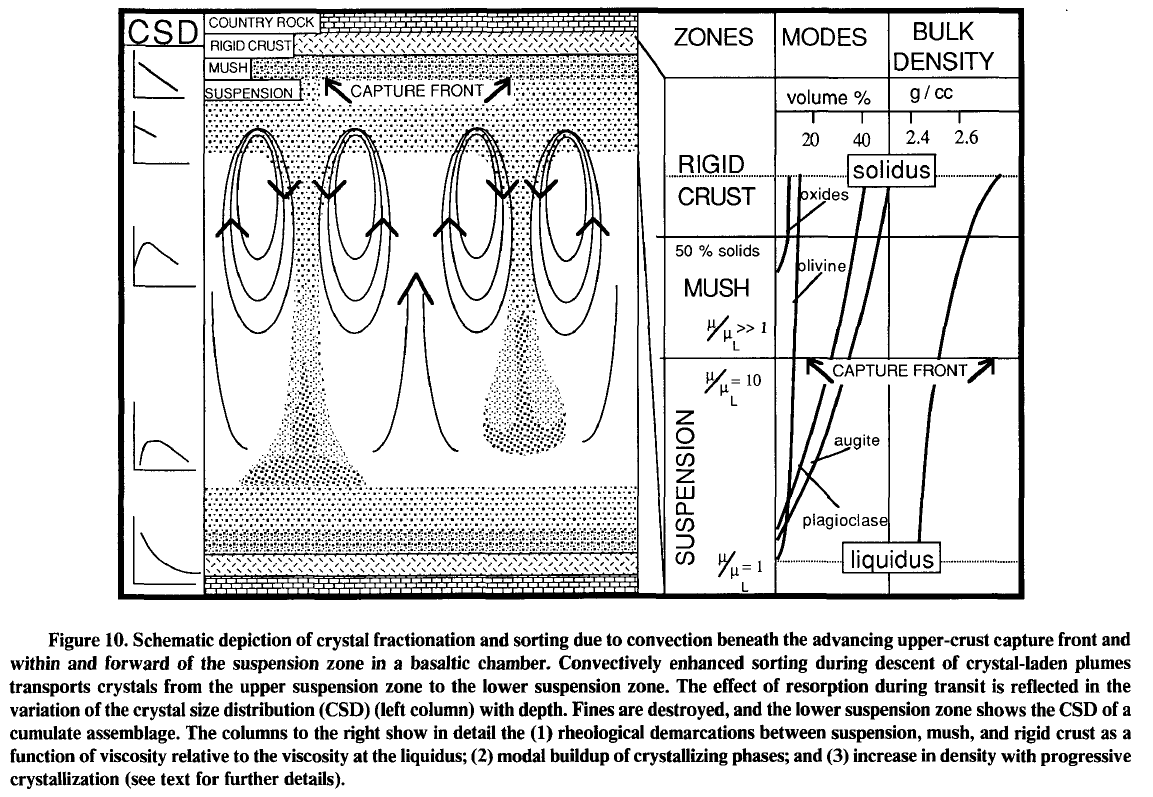 CSD
COUNTRY ROCK
RIGID CRUST
MUSH
SUSPENSION
CAPTURE FRONT
ZONES
MODES
BULK
DENSITY
volume %
g / cc
20
40
2.4
2.6
RIGID
CRUST
solidus
oxides
50 % solids
MUSH
olivine
μ/μL >> 1
CAPTURE FRONT
μ/μL = 10
SUSPENSION
augite
plagioclase
μ/μL = 1
liquidus
Figure 10. Schematic depiction of crystal fractionation and sorting due to convection beneath the advancing upper-crust capture front and
within and forward of the suspension zone in a basaltic chamber. Convectively enhanced sorting during descent of crystal-laden plumes
transports crystals from the upper suspension zone to the lower suspension zone. The effect of resorption during transit is reflected in the
variation of the crystal size distribution (CSD) (left column) with depth. Fines are destroyed, and the lower suspension zone shows the CSD of a
cumulate assemblage. The columns to the right show in detail the (1) rheological demarcations between suspension, mush, and rigid crust as a
function of viscosity relative to the viscosity at the liquidus; (2) modal buildup of crystallizing phases; and (3) increase in density with progressive
crystallization (see text for further details).